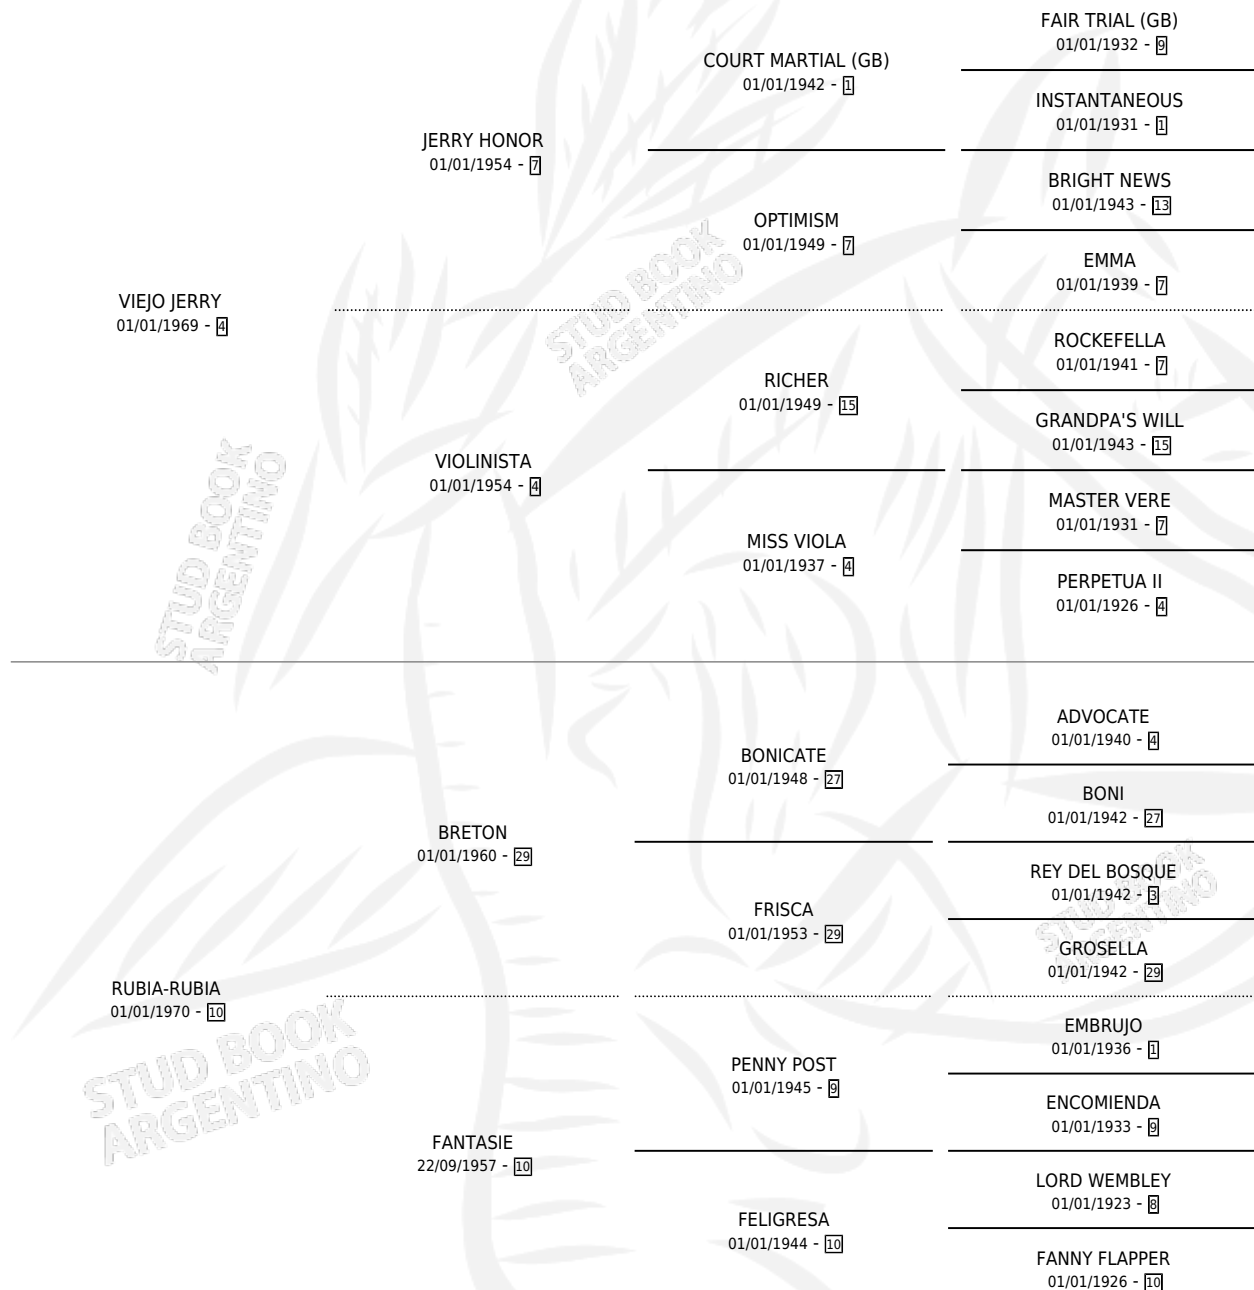 FAIR TRIAL (GB)
01/01/1932 - 9
COURT MARTIAL (GB)
01/01/1942 - 1
INSTANTANEOUS
01/01/1931 - 1
JERRY HONOR
01/01/1954 - 7
BRIGHT NEWS
01/01/1943 - 13
OPTIMISM
01/01/1949 - 7
EMMA
01/01/1939 - 7
VIEJO JERRY
01/01/1969 - 4
ROCKEFELLA
01/01/1941 - 7
RICHER
01/01/1949 - 15
GRANDPA'S WILL
01/01/1943 - 15
VIOLINISTA
01/01/1954 - 4
MASTER VERE
01/01/1931 - 7
MISS VIOLA
01/01/1937 - 4
PERPETUA II
01/01/1926 - 4
STUD BOOK
ARGENTINO
STUD BOOK
ARGENTINO
ADVOCATE
01/01/1940 - 4
BONICATE
01/01/1948 - 27
BONI
01/01/1942 - 27
BRETON
01/01/1960 - 29
REY DEL BOSQUE
01/01/1942 - 3
FRISCA
01/01/1953 - 29
GROSELLA
01/01/1942 - 29
STUD BOOK
ARGENTINO
RUBIA-RUBIA
01/01/1970 - 10
EMBRUJO
01/01/1936 - 1
PENNY POST
01/01/1945 - 9
ENCOMIENDA
01/01/1933 - 9
STUD BOOK
ARGENTINO
FANTASIE
22/09/1957 - 10
LORD WEMBLEY
01/01/1923 - 8
FELIGRESA
01/01/1944 - 10
FANNY FLAPPER
01/01/1926 - 10